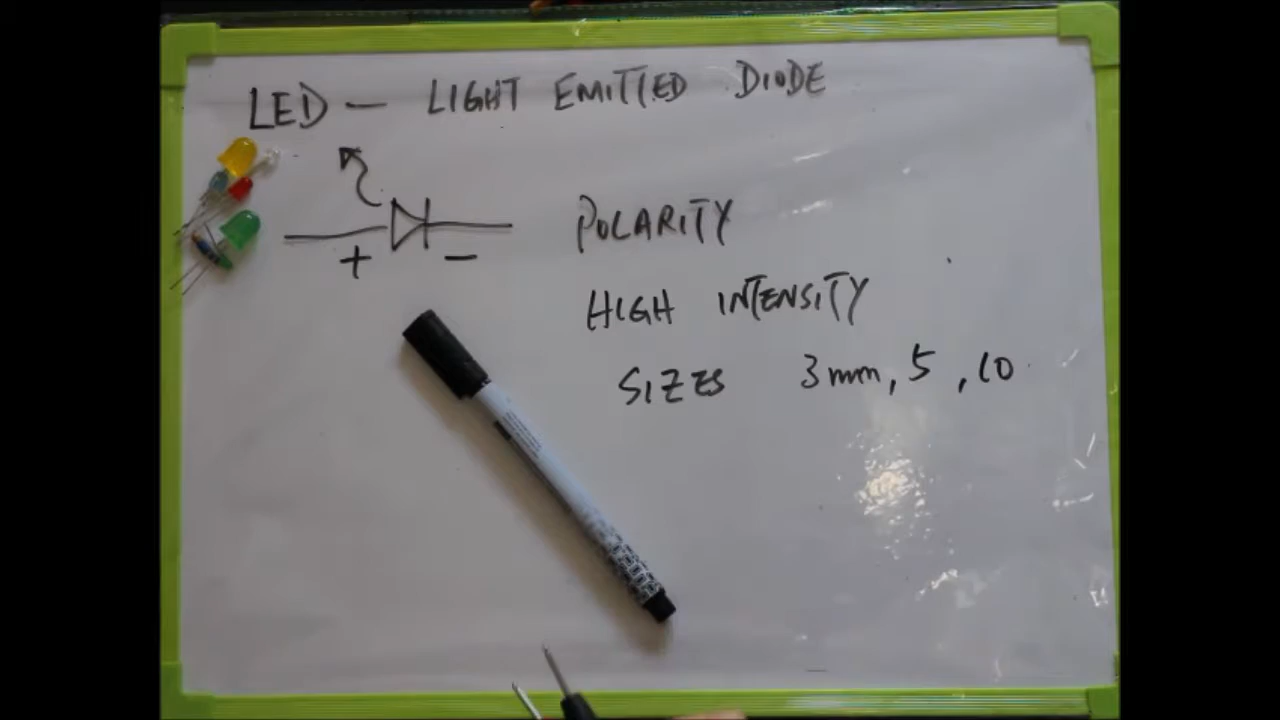 LED — LIGHT EMITTED DIODE
+ −
POLARITY
HIGH INTENSITY
SIZES 3mm, 5, 10